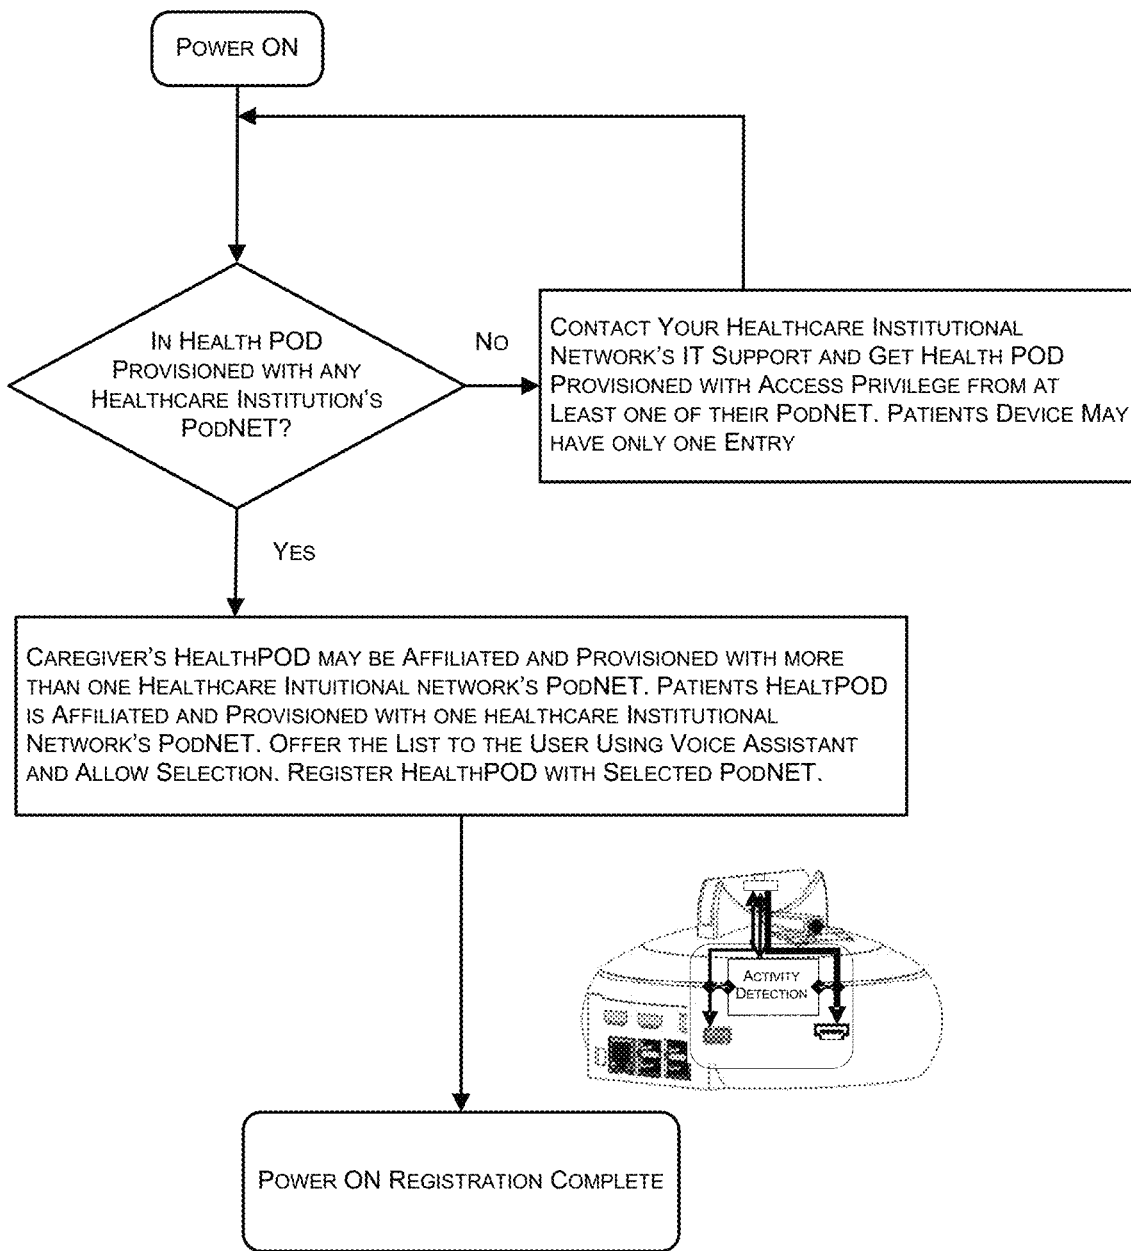 POWER ON
IN HEALTH POD
PROVISIONED WITH ANY
HEALTHCARE INSTITUTION'S
PODNET?
NO
CONTACT YOUR HEALTHCARE INSTITUTIONAL
NETWORK'S IT SUPPORT AND GET HEALTH POD
PROVISIONED WITH ACCESS PRIVILEGE FROM AT
LEAST ONE OF THEIR PODNET. PATIENTS DEVICE MAY
HAVE ONLY ONE ENTRY
YES
CAREGIVER'S HEALTHPOD MAY BE AFFILIATED AND PROVISIONED WITH MORE
THAN ONE HEALTHCARE INTUITIONAL NETWORK'S PODNET. PATIENTS HEALTPOD
IS AFFILIATED AND PROVISIONED WITH ONE HEALTHCARE INSTITUTIONAL
NETWORK'S PODNET. OFFER THE LIST TO THE USER USING VOICE ASSISTANT
AND ALLOW SELECTION. REGISTER HEALTHPOD WITH SELECTED PODNET.
ACTIVITY
DETECTION
POWER ON REGISTRATION COMPLETE